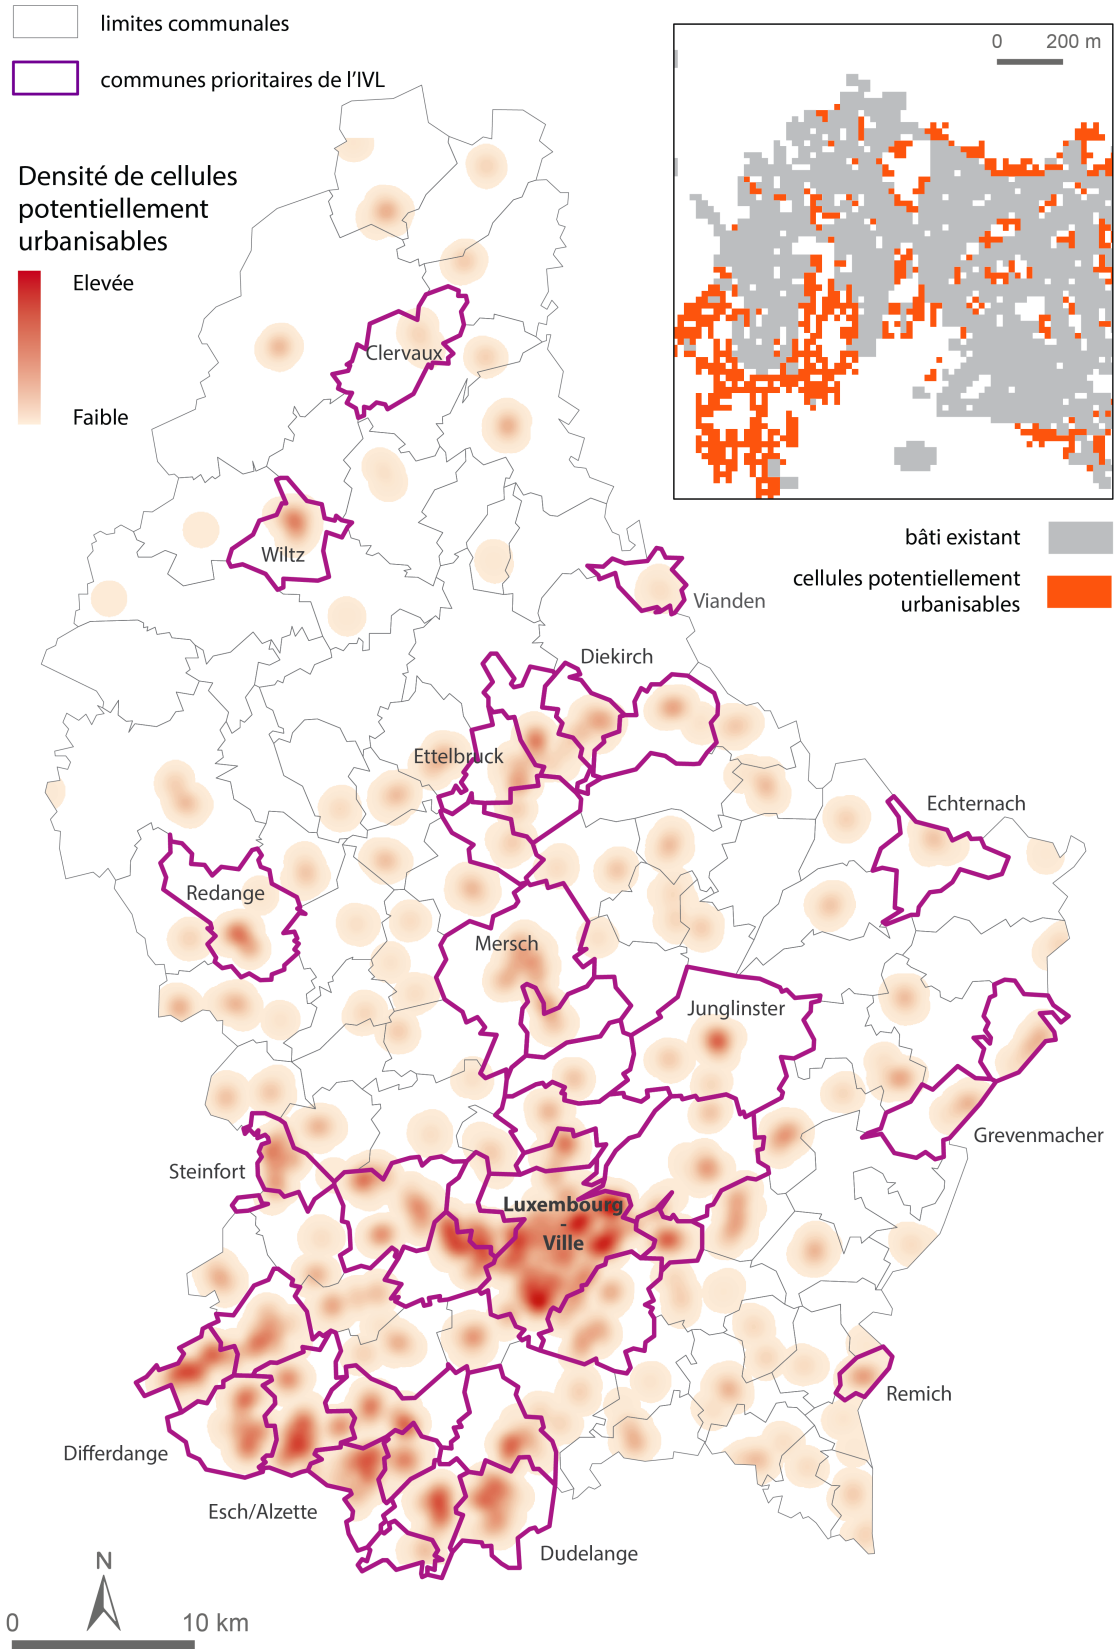 limites communales
communes prioritaires de l'IVL
Densité de cellules
potentiellement
urbanisables
Elevée
Faible
0 200 m
bâti existant
cellules potentiellement
urbanisables
Clervaux
Wiltz
Vianden
Diekirch
Ettelbruck
Echternach
Redange
Mersch
Junglinster
Grevenmacher
Steinfort
Luxembourg
-
Ville
Remich
Differdange
Esch/Alzette
Dudelange
N
0 10 km